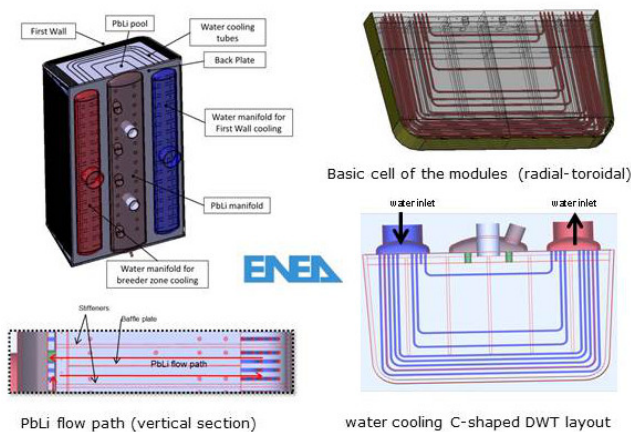 PbLi pool
First Wall
Water cooling
tubes
Back Plate
Water manifold for
First Wall cooling
PbLi manifold
Water manifold for
breeder zone cooling
Basic cell of the modules (radial-toroidal)
water inlet
water inlet
ENEA
Stiffeners
Baffle plate
PbLi flow path
PbLi flow path (vertical section)
water cooling C-shaped DWT layout